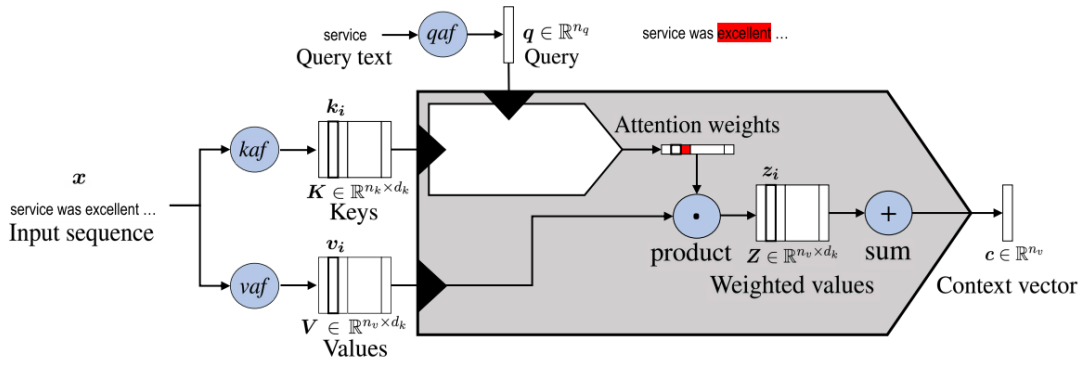 service
Query text
qaf
q ∈ ℝ^{n_q}
Query
service was excellent ...
k_i
kaf
K ∈ ℝ^{n_k×d_k}
Keys
Attention weights
x
service was excellent ...
Input sequence
z_i
·
product
Z ∈ ℝ^{n_v×d_k}
Weighted values
+
sum
c ∈ ℝ^{n_v}
Context vector
v_i
vaf
V ∈ ℝ^{n_v×d_k}
Values